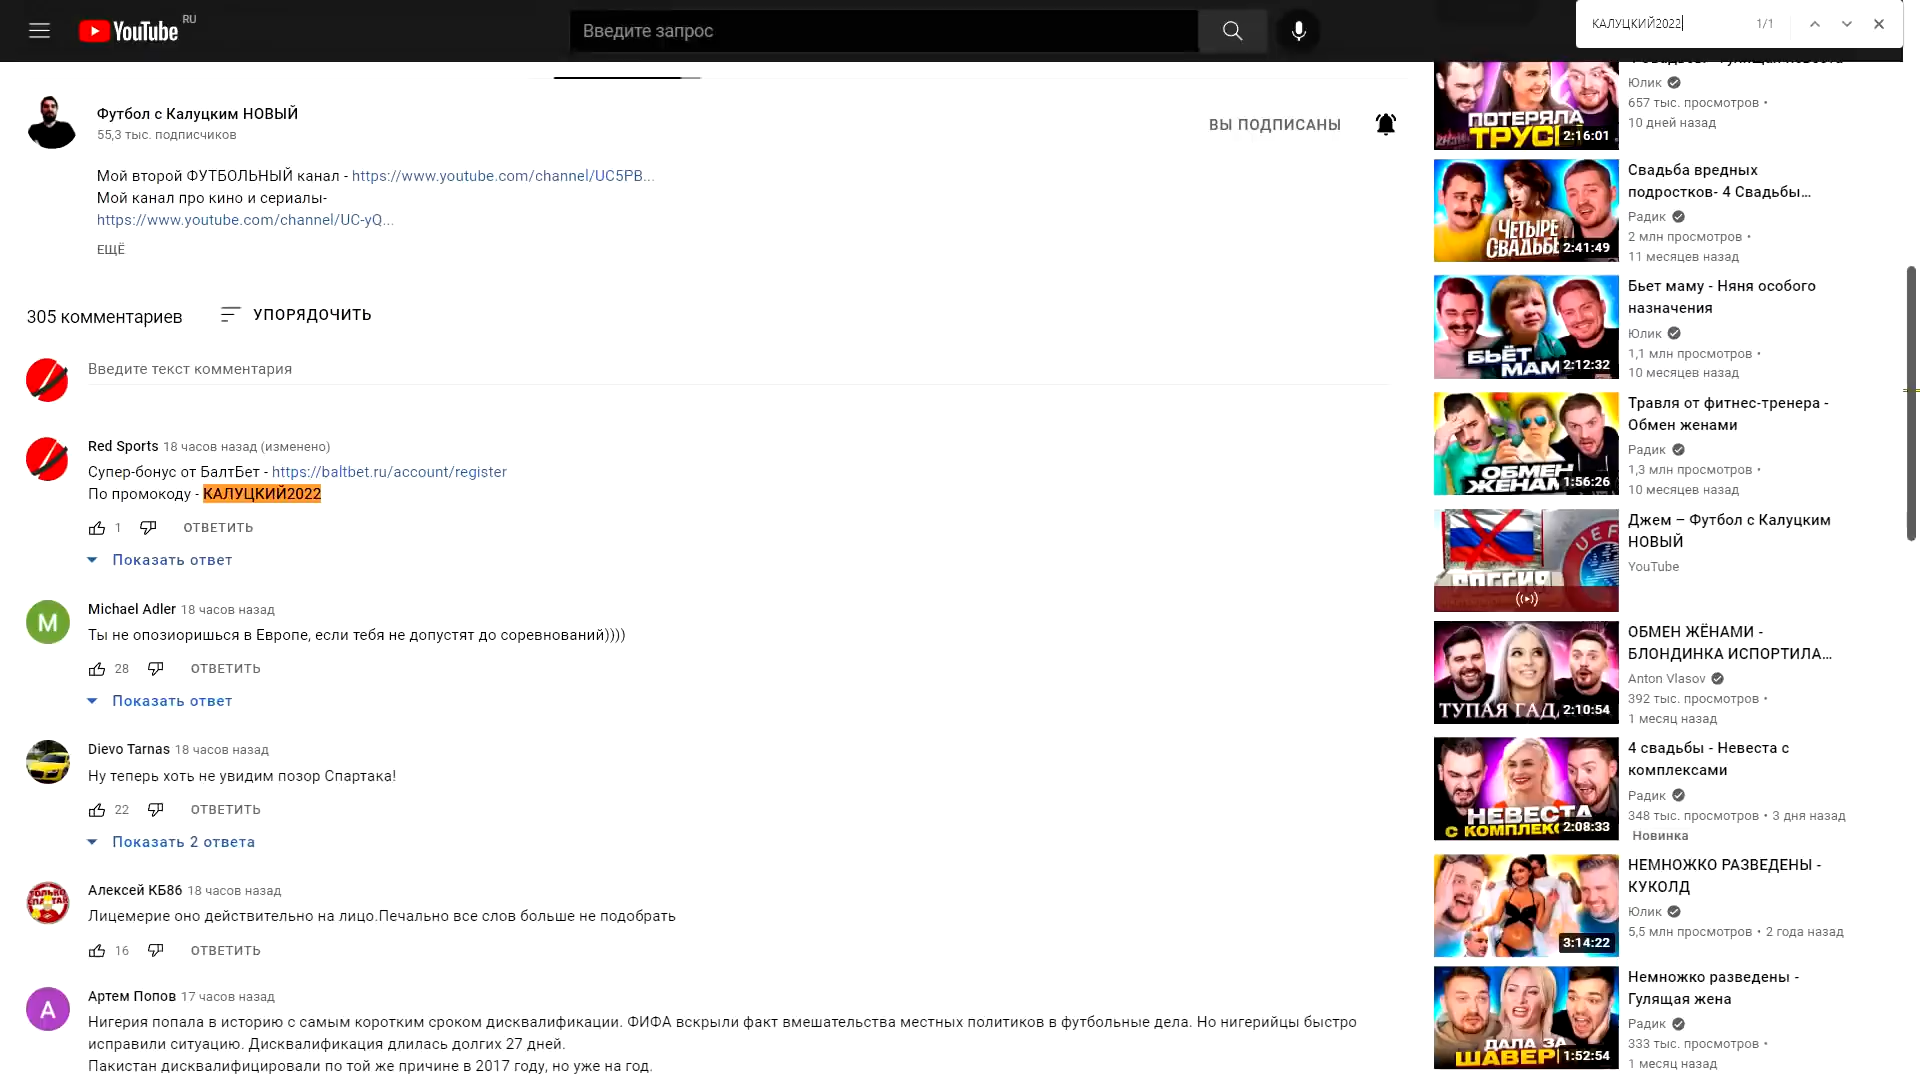 YouTube RU
Введите запрос
КАЛУЦКИЙ2022 1/1
Футбол с Калуцким НОВЫЙ
55,3 тыс. подписчиков
ВЫ ПОДПИСАНЫ
Мой второй ФУТБОЛЬНЫЙ канал - https://www.youtube.com/channel/UC5PB...
Мой канал про кино и сериалы-
https://www.youtube.com/channel/UC-yQ...
ЕЩЁ
305 комментариев
УПОРЯДОЧИТЬ
Введите текст комментария
Red Sports 18 часов назад (изменено)
Супер-бонус от БалтБет - https://baltbet.ru/account/register
По промокоду - КАЛУЦКИЙ2022
1 ОТВЕТИТЬ
Показать ответ
M
Michael Adler 18 часов назад
Ты не опозиоришься в Европе, если тебя не допустят до соревнований))))
28 ОТВЕТИТЬ
Показать ответ
Dievo Tarnas 18 часов назад
Ну теперь хоть не увидим позор Спартака!
22 ОТВЕТИТЬ
Показать 2 ответа
Алексей КБ86 18 часов назад
Лицемерие оно действительно на лицо.Печально все слов больше не подобрать
16 ОТВЕТИТЬ
А
Артем Попов 17 часов назад
Нигерия попала в историю с самым коротким сроком дисквалификации. ФИФА вскрыли факт вмешательства местных политиков в футбольные дела. Но нигерийцы быстро
исправили ситуацию. Дисквалификация длилась долгих 27 дней.
Пакистан дисквалифицировали по той же причине в 2017 году, но уже на год.
ПОТЕРЯЛА
2:16:01
Юлик
657 тыс. просмотров •
10 дней назад
ЧЕТЫРЕ
СВАДЬБЫ
2:41:49
Свадьба вредных
подростков- 4 Свадьбы...
Радик
2 млн просмотров •
11 месяцев назад
БЬЁТ
МАМ
2:12:32
Бьет маму - Няня особого
назначения
Юлик
1,1 млн просмотров •
10 месяцев назад
ОБМЕН
ЖЕНАМ
1:56:26
Травля от фитнес-тренера -
Обмен женами
Радик
1,3 млн просмотров •
10 месяцев назад
РОССИЯ
UEFA
Джем – Футбол с Калуцким
НОВЫЙ
YouTube
ТУПАЯ ГАД
2:10:54
ОБМЕН ЖЁНАМИ -
БЛОНДИНКА ИСПОРТИЛА...
Anton Vlasov
392 тыс. просмотров •
1 месяц назад
НЕВЕСТА
С КОМПЛЕКС
2:08:33
4 свадьбы - Невеста с
комплексами
Радик
348 тыс. просмотров • 3 дня назад
Новинка
3:14:22
НЕМНОЖКО РАЗВЕДЕНЫ -
КУКОЛД
Юлик
5,5 млн просмотров • 2 года назад
ДАЛА ЗА
ШАВЕР
1:52:54
Немножко разведены -
Гулящая жена
Радик
333 тыс. просмотров •
1 месяц назад